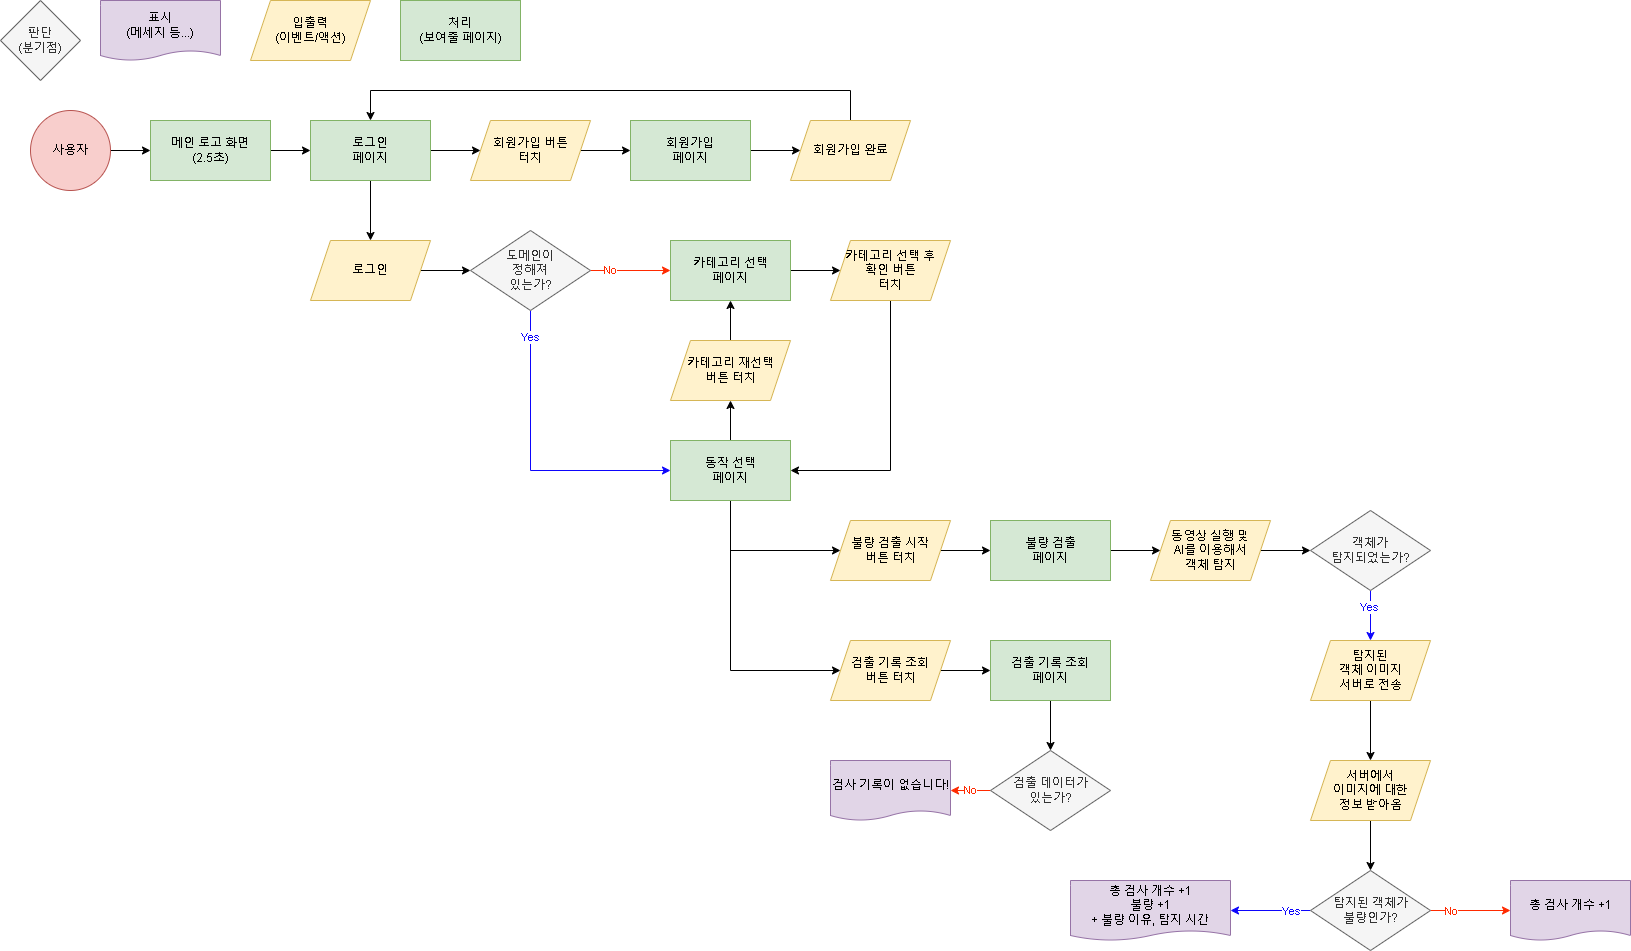 판단
(분기점)
표시
(메세지 등...)
입출력
(이벤트/액션)
처리
(보여줄 페이지)
사용자
메인 로고 화면
(2.5초)
로그인
페이지
회원가입 버튼
터치
회원가입
페이지
회원가입 완료
로그인
도메인이
정해져
있는가?
No
카테고리 선택
페이지
카테고리 선택 후
확인 버튼
터치
Yes
카테고리 재선택
버튼 터치
동작 선택
페이지
불량 검출 시작
버튼 터치
불량 검출
페이지
동영상 실행 및
AI를 이용해서
객체 탐지
객체가
탐지되었는가?
Yes
검출 기록 조회
버튼 터치
검출 기록 조회
페이지
탐지된
객체 이미지
서버로 전송
검사 기록이 없습니다!
No
검출 데이터가
있는가?
서버에서
이미지에 대한
정보 받아옴
총 검사 개수 +1
불량 +1
+ 불량 이유, 탐지 시간
Yes
탐지된 객체가
불량인가?
No
총 검사 개수 +1